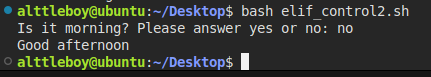 alttleboy@ubuntu:~/Desktop$ bash elif_control2.sh
Is it morning? Please answer yes or no: no
Good afternoon
alttleboy@ubuntu:~/Desktop$